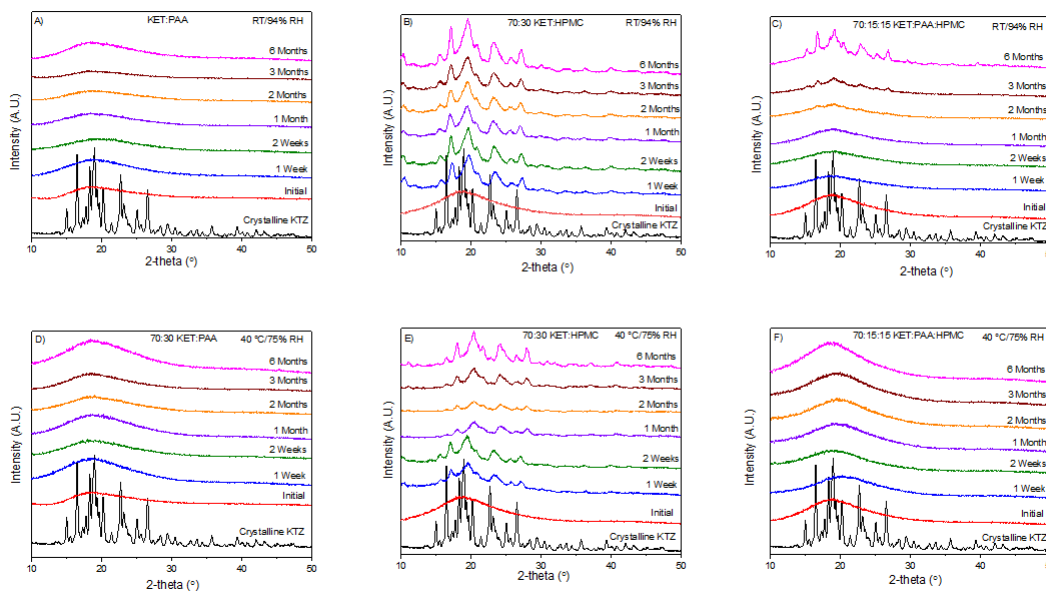 A)
KET:PAA
RT/94% RH
6 Months
3 Months
2 Months
1 Month
2 Weeks
1 Week
Initial
Crystalline KTZ
Intensity (A.U.)
10 20 30 40 50
2-theta (°)
B)
70:30 KET:HPMC
RT/94% RH
6 Months
3 Months
2 Months
1 Month
2 Weeks
1 Week
Initial
Crystalline KTZ
Intensity (A.U.)
10 20 30 40 50
2-theta (°)
C)
70:15:15 KET:PAA:HPMC
RT/94% RH
6 Months
3 Months
2 Months
1 Month
2 Weeks
1 Week
Initial
Crystalline KTZ
Intensity (A.U.)
10 20 30 40 50
2-theta (°)
D)
70:30 KET:PAA
40 °C/75% RH
6 Months
3 Months
2 Months
1 Month
2 Weeks
1 Week
Initial
Crystalline KTZ
Intensity (A.U.)
10 20 30 40 50
2-theta (°)
E)
70:30 KET:HPMC
40 °C/75% RH
6 Months
3 Months
2 Months
1 Month
2 Weeks
1 Week
Initial
Crystalline KTZ
Intensity (A.U.)
10 20 30 40 50
2-theta (°)
F)
70:15:15 KET:PAA:HPMC
40 °C/75% RH
6 Months
3 Months
2 Months
1 Month
2 Weeks
1 Week
Initial
Crystalline KTZ
Intensity (A.U.)
10 20 30 40 50
2-theta (°)